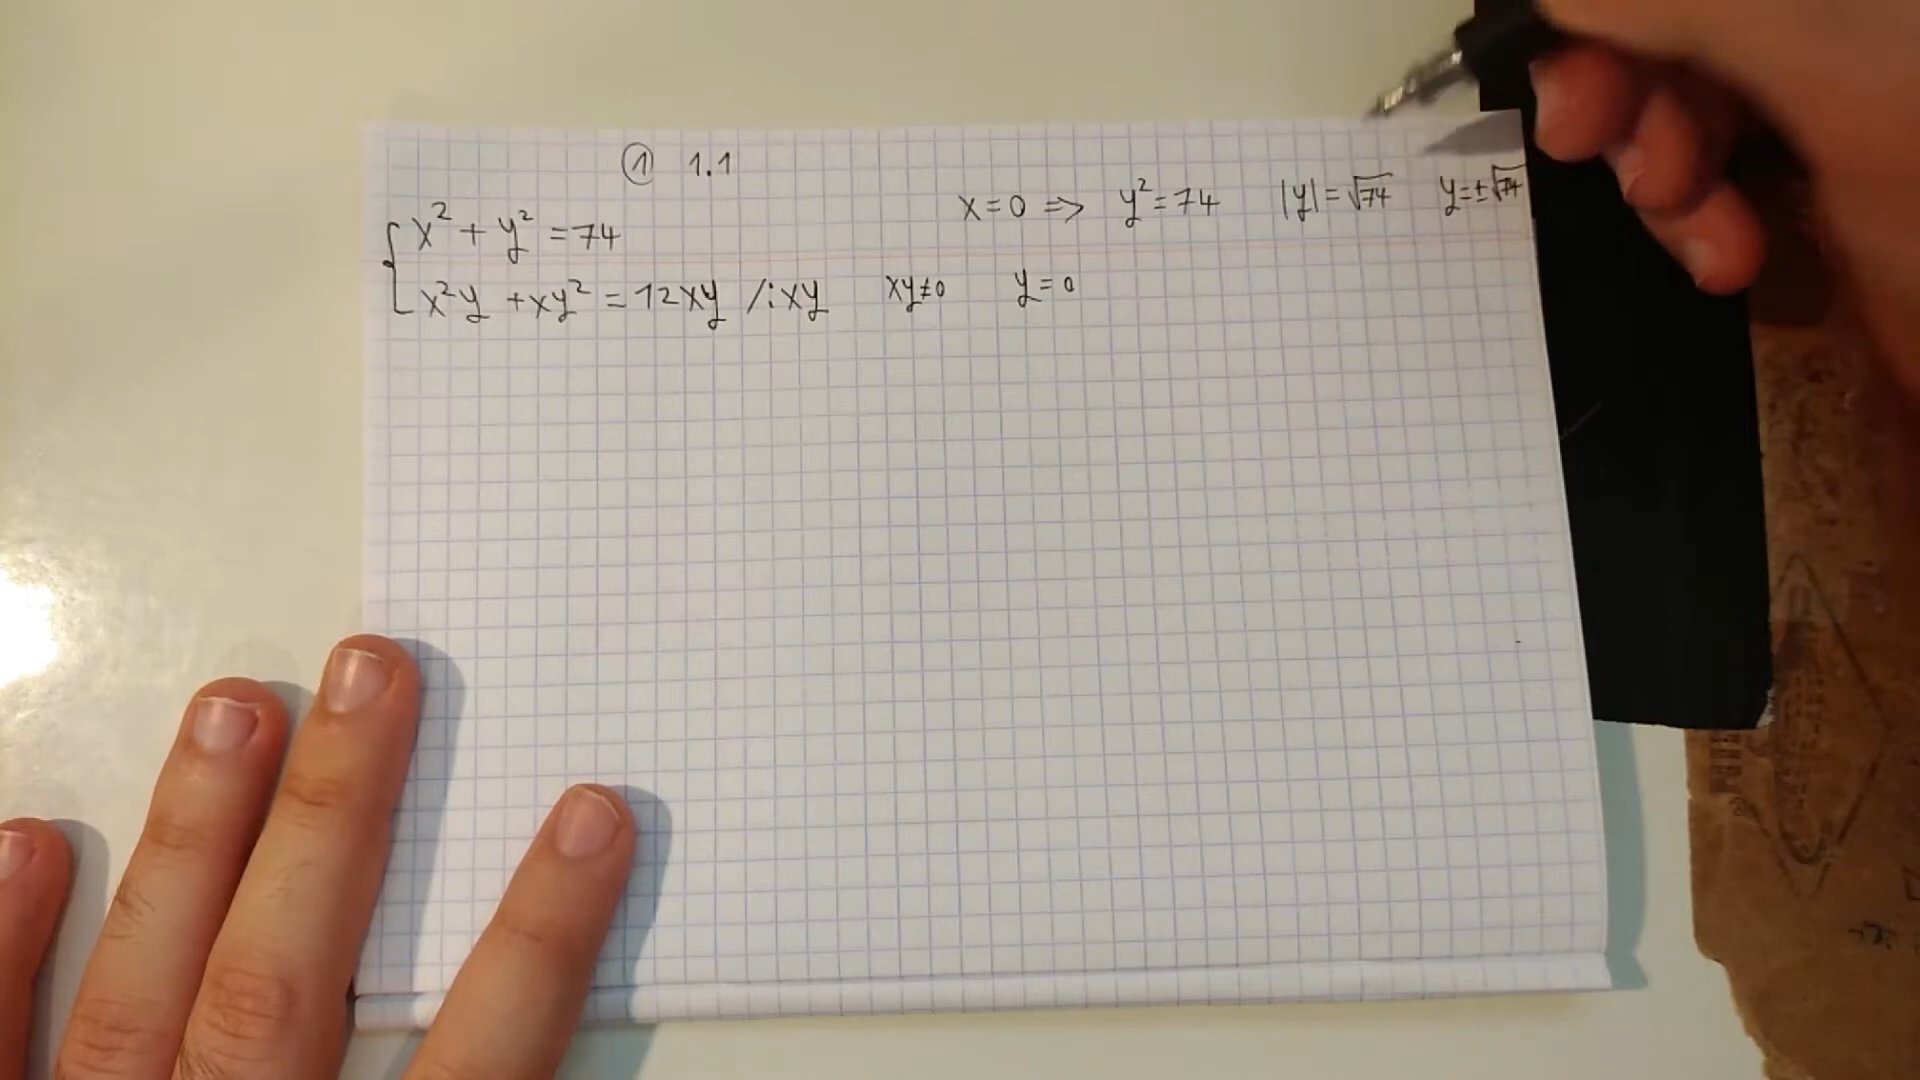 ① 1.1
x² + y² = 74
x=0 => y²=74 |y|=√74 y=±√74
x²y + xy² = 12xy /:xy xy≠0 y=0